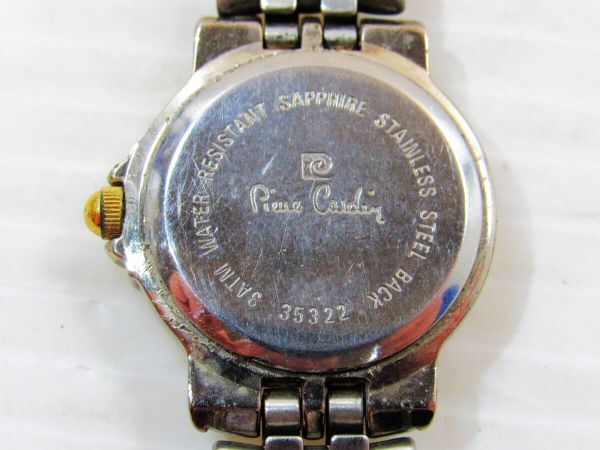 3ATM WATER RESISTANT SAPPHIRE STAINLESS STEEL BACK
Pierre Cardin
35322